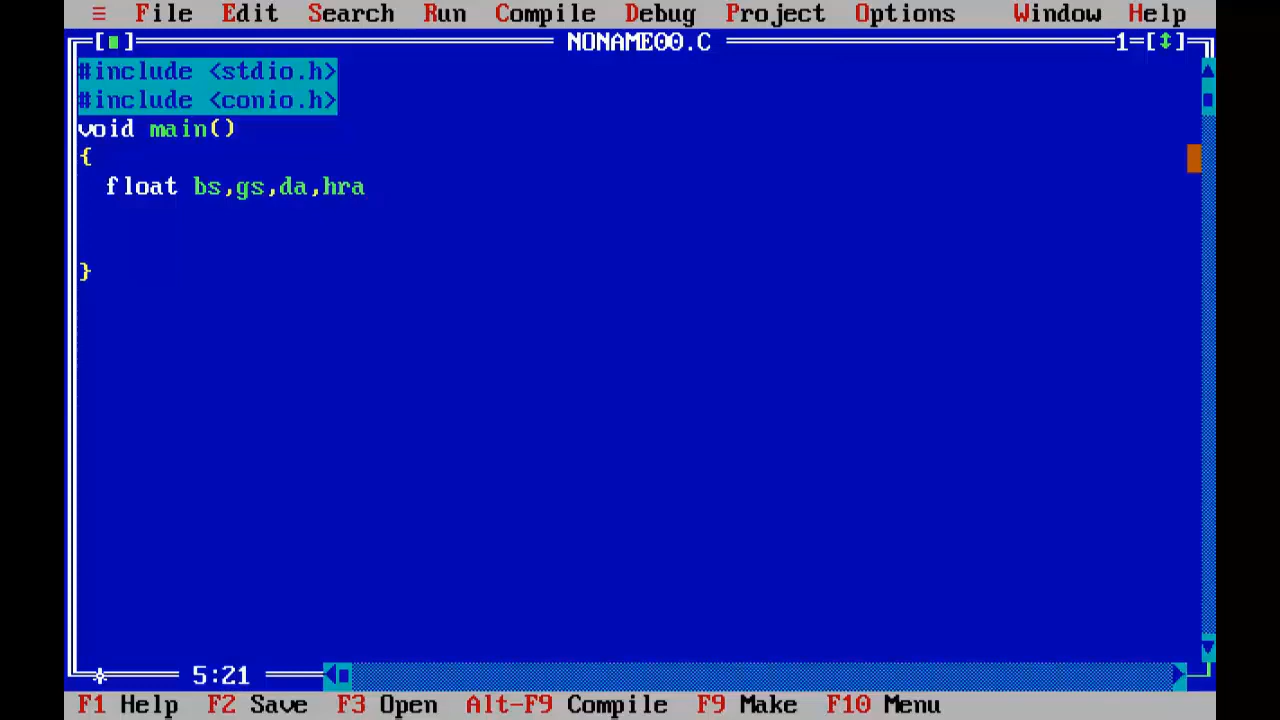 ≡ File Edit Search Run Compile Debug Project Options Window Help
[■] NONAME00.C 1=[↕]
#include <stdio.h>
#include <conio.h>
void main()
{
  float bs,gs,da,hra
}
5:21
F1 Help F2 Save F3 Open Alt-F9 Compile F9 Make F10 Menu